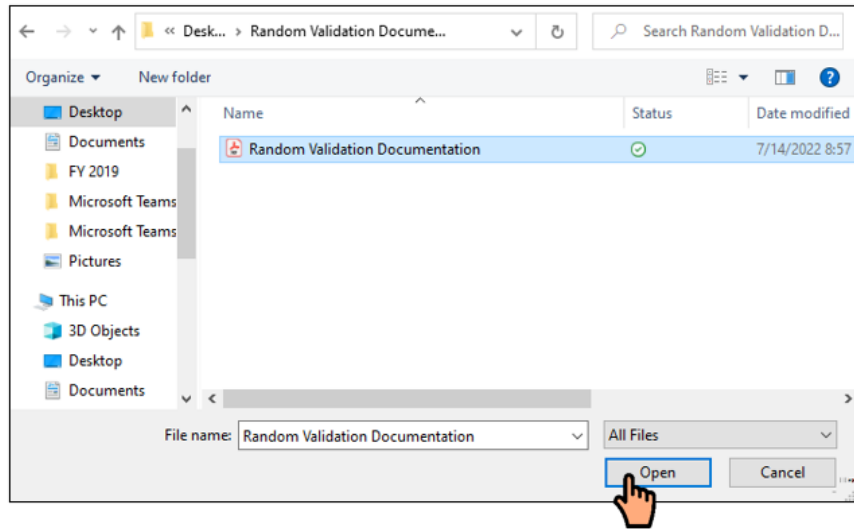 « Desk... › Random Validation Docume...
Search Random Validation D...
Organize
New folder
Name
Status
Date modified
Desktop
Documents
FY 2019
Microsoft Teams
Microsoft Teams
Pictures
This PC
3D Objects
Desktop
Documents
Random Validation Documentation
7/14/2022 8:57
File name:
Random Validation Documentation
All Files
Open
Cancel